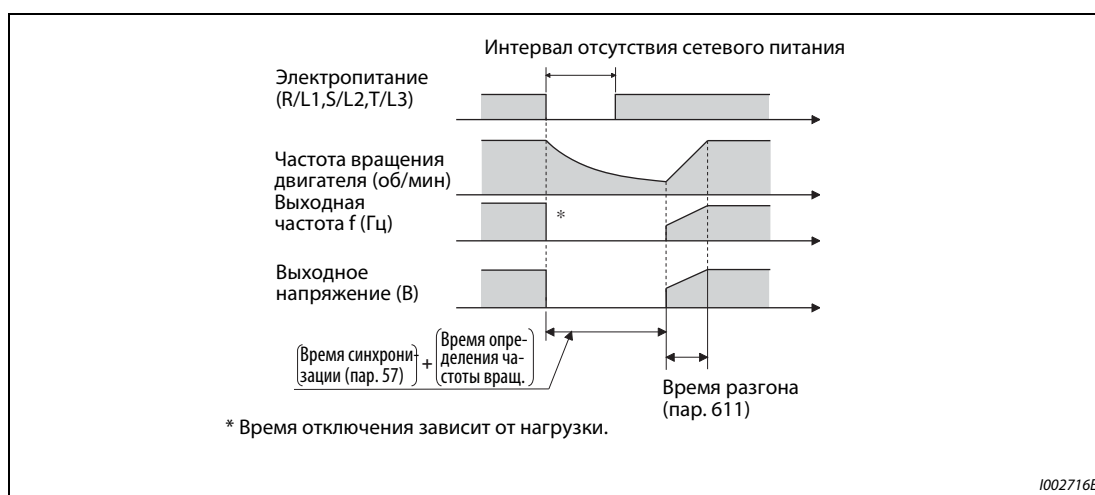 Интервал отсутствия сетевого питания
Электропитание
(R/L1,S/L2,T/L3)
Частота вращения
двигателя (об/мин)
Выходная
частота f (Гц)
*
Выходное
напряжение (В)
Время синхрони-
зации (пар. 57)
+
Время опре-
деления ча-
стоты вращ.
Время разгона
(пар. 611)
* Время отключения зависит от нагрузки.
I002716E